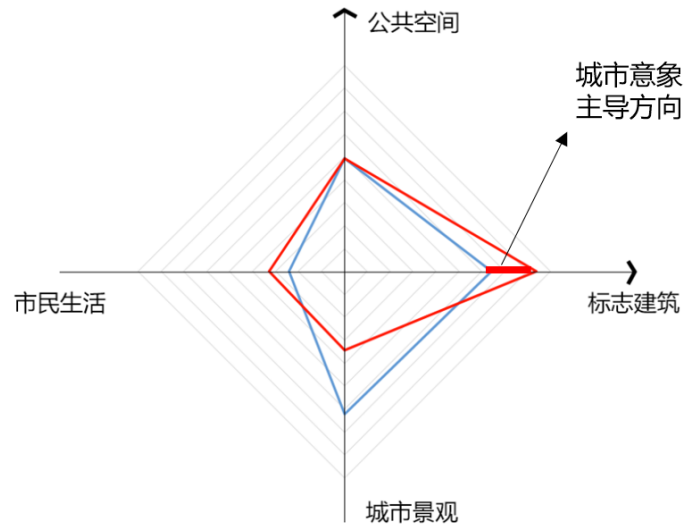 公共空间
城市意象
主导方向
市民生活
标志建筑
城市景观